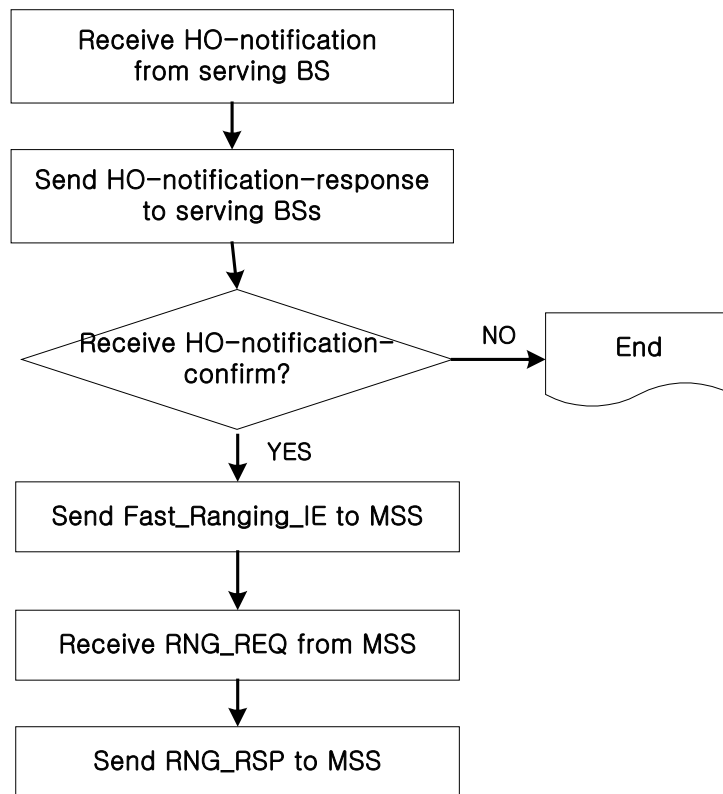 Receive HO-notification
from serving BS
Send HO-notification-response
to serving BSs
Receive HO-notification-
confirm?
NO
End
YES
Send Fast_Ranging_IE to MSS
Receive RNG_REQ from MSS
Send RNG_RSP to MSS